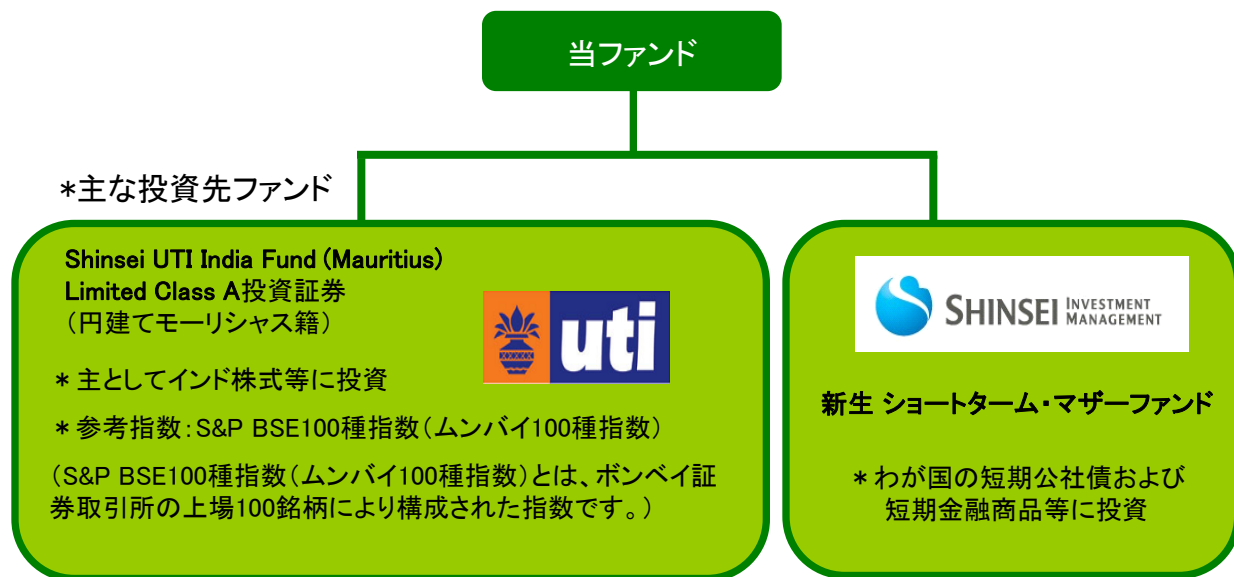 当ファンド
*主な投資先ファンド
Shinsei UTI India Fund (Mauritius)
Limited Class A投資証券
（円建てモーリシャス籍）
uti
* 主としてインド株式等に投資
* 参考指数：S&P BSE100種指数（ムンバイ100種指数）
（S&P BSE100種指数（ムンバイ100種指数）とは、ボンベイ証
券取引所の上場100銘柄により構成された指数です。）
SHINSEI INVESTMENT
MANAGEMENT
新生 ショートターム・マザーファンド
* わが国の短期公社債および
短期金融商品等に投資